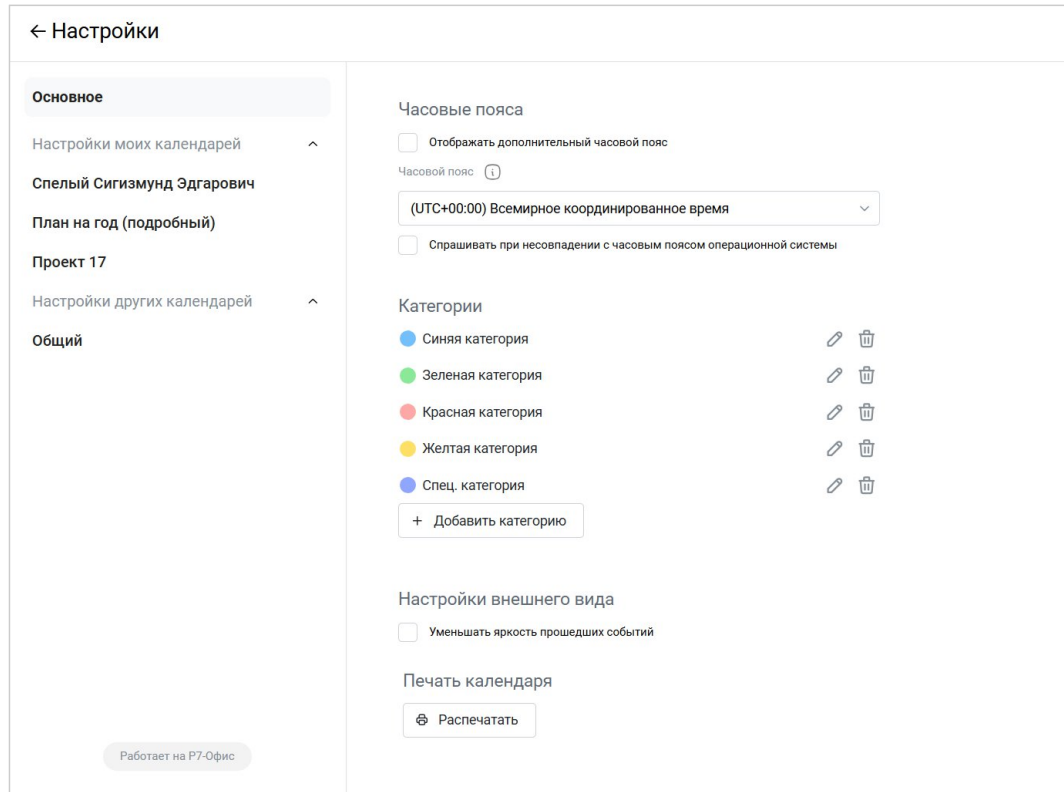 Настройки
Основное
Настройки моих календарей
Спелый Сигизмунд Эдгарович
План на год (подробный)
Проект 17
Настройки других календарей
Общий
Работает на Р7-Офис
Часовые пояса
Отображать дополнительный часовой пояс
Часовой пояс
(UTC+00:00) Всемирное координированное время
Спрашивать при несовпадении с часовым поясом операционной системы
Категории
Синяя категория
Зеленая категория
Красная категория
Желтая категория
Спец. категория
+ Добавить категорию
Настройки внешнего вида
Уменьшать яркость прошедших событий
Печать календаря
Распечатать